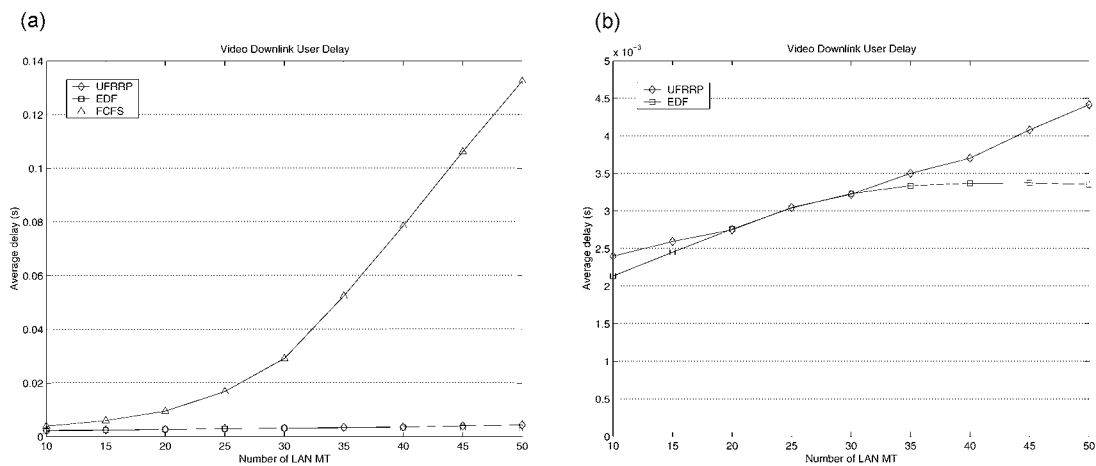 (a)
Video Downlink User Delay
UFRRP
EDF
FCFS
Average delay (s)
0.14
0.12
0.1
0.08
0.06
0.04
0.02
0
10 15 20 25 30 35 40 45 50
Number of LAN MT
(b)
Video Downlink User Delay
x 10⁻³
UFRRP
EDF
Average delay (s)
5
4.5
4
3.5
3
2.5
2
1.5
1
0.5
0
10 15 20 25 30 35 40 45 50
Number of LAN MT